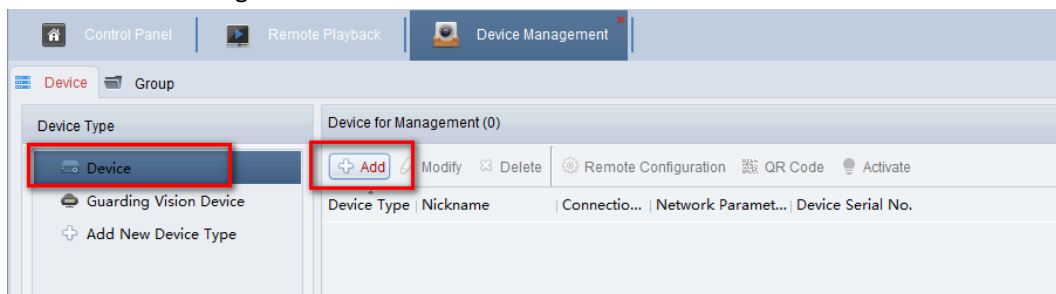 Control Panel Remote Playback Device Management
Device Group
Device Type
Device
Guarding Vision Device
Add New Device Type
Device for Management (0)
Add Modify Delete Remote Configuration QR Code Activate
Device Type Nickname Connectio... Network Paramet... Device Serial No.